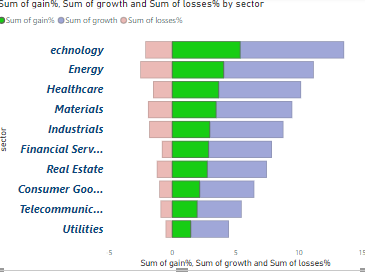 Sum of gain%, Sum of growth and Sum of losses% by sector
Sum of gain% Sum of growth Sum of losses%
echnology
Energy
Healthcare
Materials
Industrials
Financial Serv...
Real Estate
Consumer Goo...
Telecommunic...
Utilities
sector
5 0 5 10 15
Sum of gain%, Sum of growth and Sum of losses%